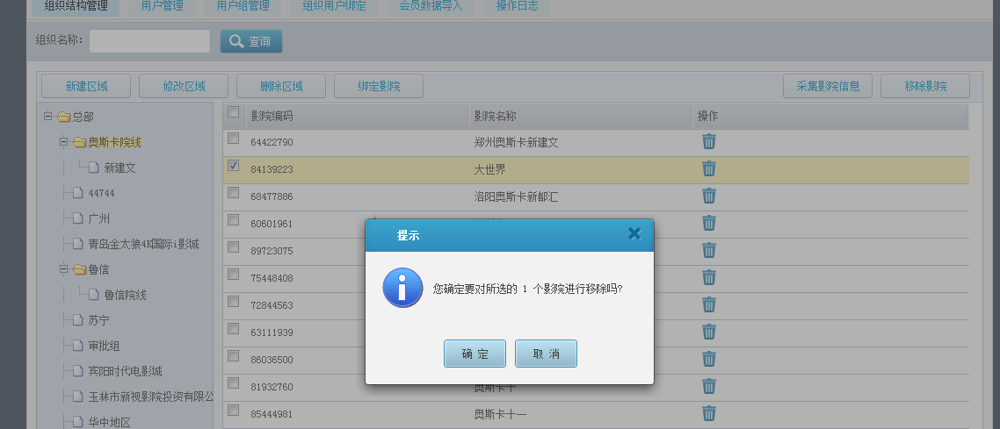 组织结构管理 用户管理 用户组管理 组织用户绑定 会员数据导入 操作日志
组织名称: 查询
新建区域 修改区域 删除区域 绑定影院 采集影院信息 移除影院
总部
奥斯卡院线
新建文
44744
广州
青岛金太狼4K国际i影城
鲁信
鲁信院线
苏宁
审批组
宾阳时代电影城
玉林市新视影院投资有限公
华中地区
影院编码 影院名称 操作
64422790 郑州奥斯卡新建文
84139223 大世界
68477886 洛阳奥斯卡新都汇
60601961
89723075
75448408
72844563
63111939
86036500
81932760 奥斯卡十
85444981 奥斯卡十一
提示
您确定要对所选的 1 个影院进行移除吗?
确 定 取 消